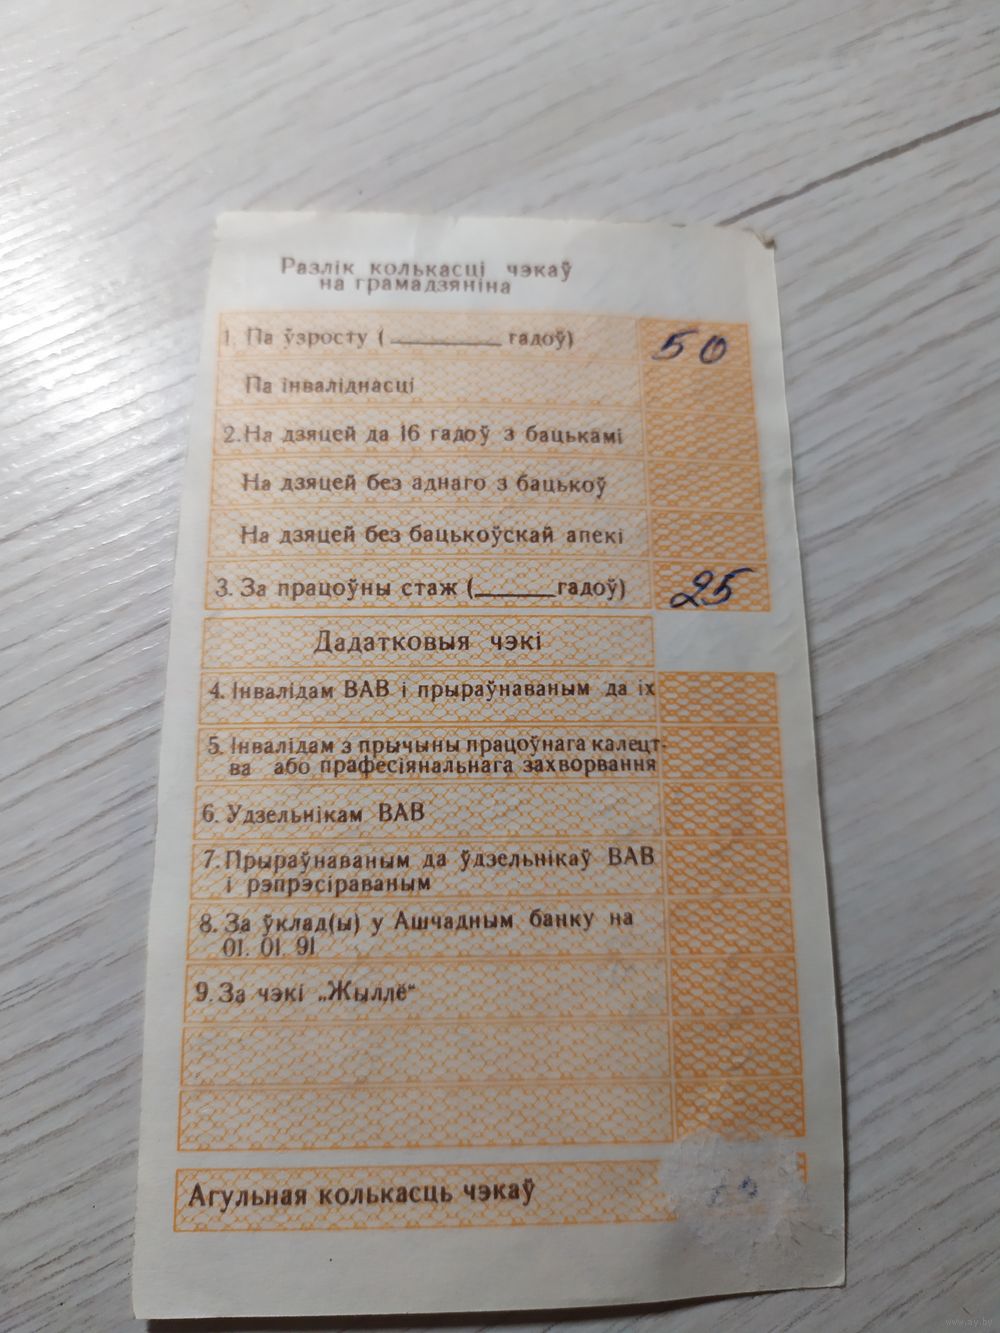 Разлік колькасці чэкаў
на грамадзяніна
1. Па ўзросту (________ гадоў) 50
Па інваліднасці
2. На дзяцей да 16 гадоў з бацькамі
На дзяцей без аднаго з бацькоў
На дзяцей без бацькоўскай апекі
3. За працоўны стаж (______гадоў) 25
Дадатковыя чэкі
4. Інвалідам ВАВ і прыраўнаваным да іх
5. Інвалідам з прычыны працоўнага калецт-
ва або прафесіянальнага захворвання
6. Удзельнікам ВАВ
7. Прыраўнаваным да ўдзельнікаў ВАВ
і рэпрэсіраваным
8. За ўклад(ы) у Ашчадным банку на
01. 01. 91
9. За чэкі „Жыллё“
Агульная колькасць чэкаў
www.ay.by